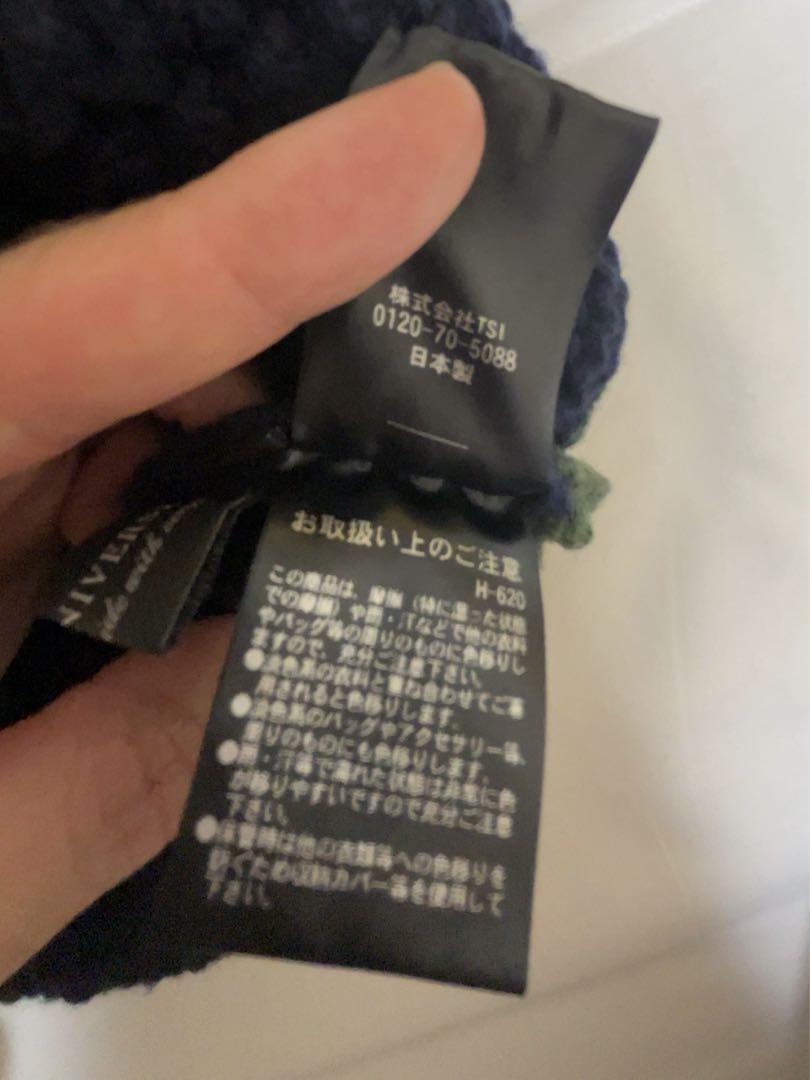 株式会社TSI
0120-70-5088
日本製
お取扱い上のご注意
H-620
この商品は、摩擦（特に湿った状態
での摩擦）や雨・汗などで他の衣料
やバッグ等の周りのものに色移りし
ますので、充分ご注意下さい。
●淡色系の衣料と重ね合わせてご着
用されると色移りします。
●淡色系のバッグやアクセサリー等、
周りのものにも色移りします。
●雨・汗等で濡れた状態は非常に色
が移りやすいですので充分ご注意
下さい。
●保管時は他の衣類等への色移りを
防ぐため収納カバー等を使用して
下さい。
NIVERS